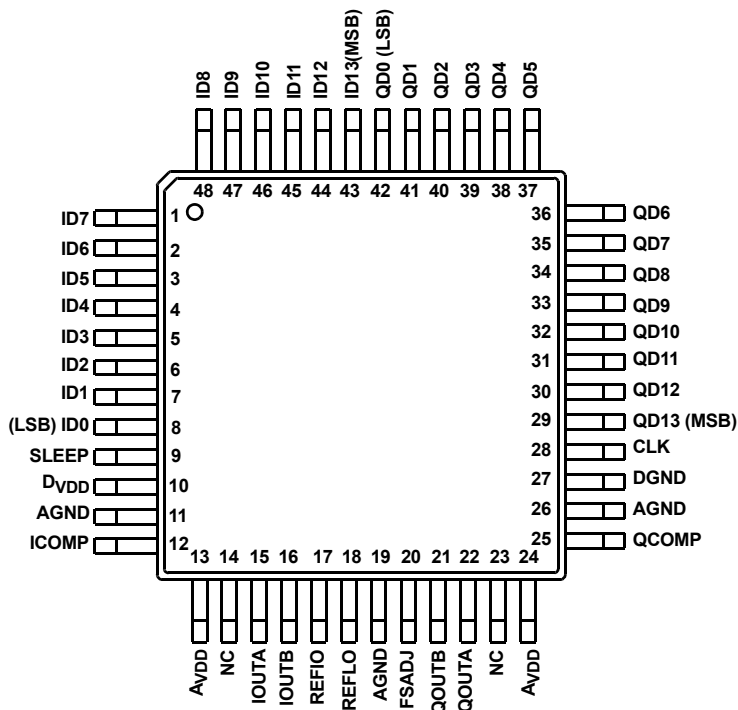 ID8
ID9
ID10
ID11
ID12
ID13(MSB)
QD0 (LSB)
QD1
QD2
QD3
QD4
QD5
48
47
46
45
44
43
42
41
40
39
38
37
ID7
1
ID6
2
ID5
3
ID4
4
ID3
5
ID2
6
ID1
7
(LSB) ID0
8
SLEEP
9
DVDD
10
AGND
11
ICOMP
12
36
QD6
35
QD7
34
QD8
33
QD9
32
QD10
31
QD11
30
QD12
29
QD13 (MSB)
28
CLK
27
DGND
26
AGND
25
QCOMP
13
14
15
16
17
18
19
20
21
22
23
24
AVDD
NC
IOUTA
IOUTB
REFIO
REFLO
AGND
FSADJ
QOUTB
QOUTA
NC
AVDD